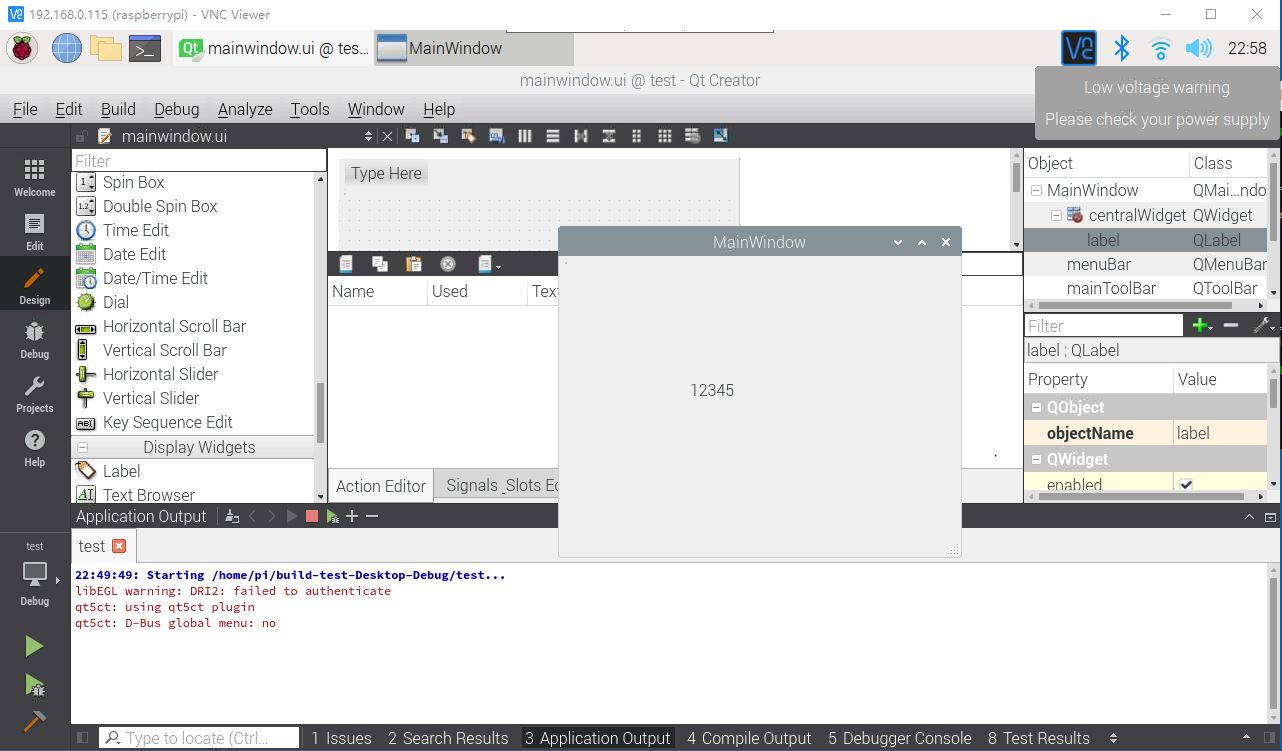 192.168.0.115 (raspberrypi) - VNC Viewer
mainwindow.ui @ tes... MainWindow 22:58
mainwindow.ui @ test - Qt Creator
Low voltage warning
Please check your power supply
File Edit Build Debug Analyze Tools Window Help
mainwindow.ui
Welcome
Edit
Design
Debug
Projects
Help
Filter
Spin Box
Double Spin Box
Time Edit
Date Edit
Date/Time Edit
Dial
Horizontal Scroll Bar
Vertical Scroll Bar
Horizontal Slider
Vertical Slider
Key Sequence Edit
Display Widgets
Label
Text Browser
Type Here
Name Used Tex
Action Editor Signals _Slots Ed
MainWindow
12345
Object Class
MainWindow QMai...ndo
centralWidget QWidget
label QLabel
menuBar QMenuBar
mainToolBar QToolBar
Filter
label : QLabel
Property Value
QObject
objectName label
QWidget
enabled
Application Output
test
22:49:49: Starting /home/pi/build-test-Desktop-Debug/test...
libEGL warning: DRI2: failed to authenticate
qt5ct: using qt5ct plugin
qt5ct: D-Bus global menu: no
test
Debug
Type to locate (Ctrl... 1 Issues 2 Search Results 3 Application Output 4 Compile Output 5 Debugger Console 8 Test Results